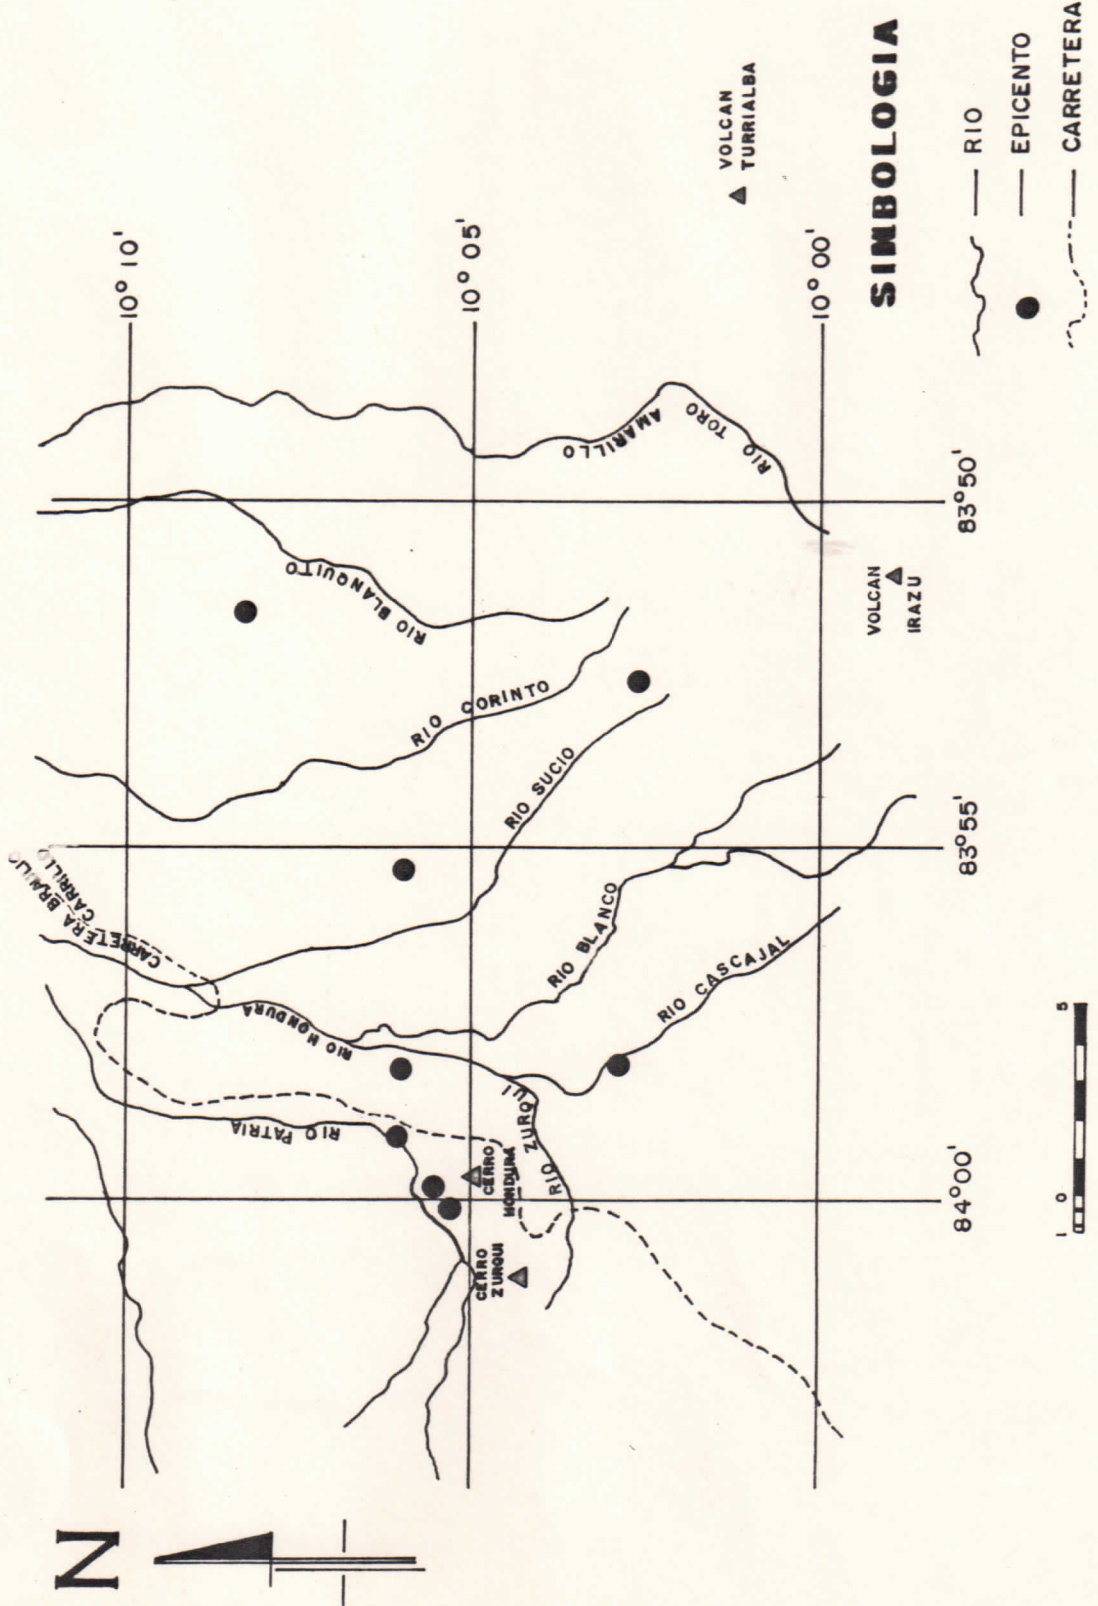 N
10° 10'
10° 05'
10° 00'
83° 50'
83° 55'
84° 00'
CARRETERA BRAULIO
CARRILLO
RIO HONDURA
RIO PATRIA
RIO BLANQUITO
RIO CORINTO
RIO SUCIO
RIO BLANCO
RIO CASCAJAL
RIO ZURQUI
RIO TORO
AMARILLO
CERRO
HONDURA
CERRO
ZURQUI
VOLCAN
IRAZU
VOLCAN
TURRIALBA
SIMBOLOGIA
RIO
EPICENTO
CARRETERA
1 0 5